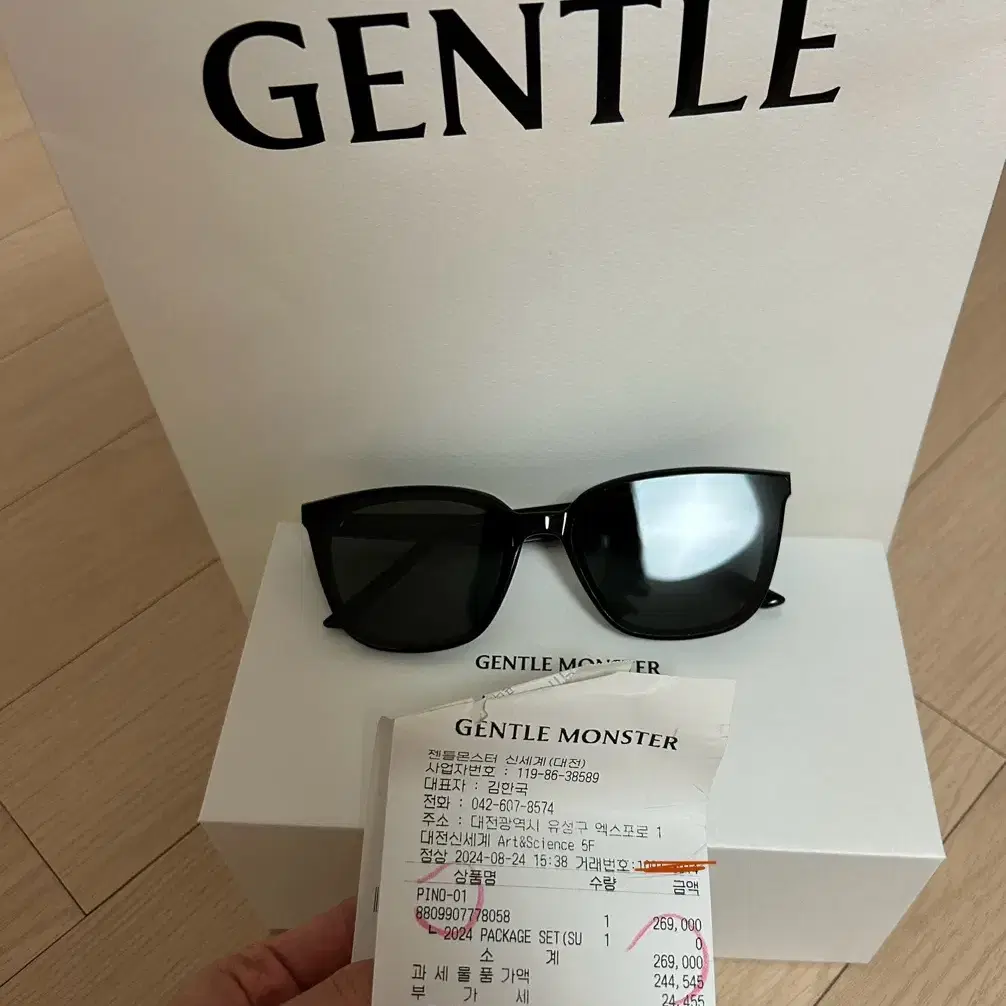 GENTLE
GENTLE MONSTER
GENTLE MONSTER
젠틀몬스터 신세계(대전)
사업자번호 : 119-86-38589
대표자 : 김한국
전화 : 042-607-8574
주소 : 대전광역시 유성구 엑스포로 1
대전신세계 Art&Science 5F
정상 2024-08-24 15:38 거래번호:
상품명 수량 금액
PINO-01
8809907778058 1 269,000
ㄴ 2024 PACKAGE SET(SU 1 0
소 계 269,000
과 세 물 품 가 액 244,545
부 가 세 24,455